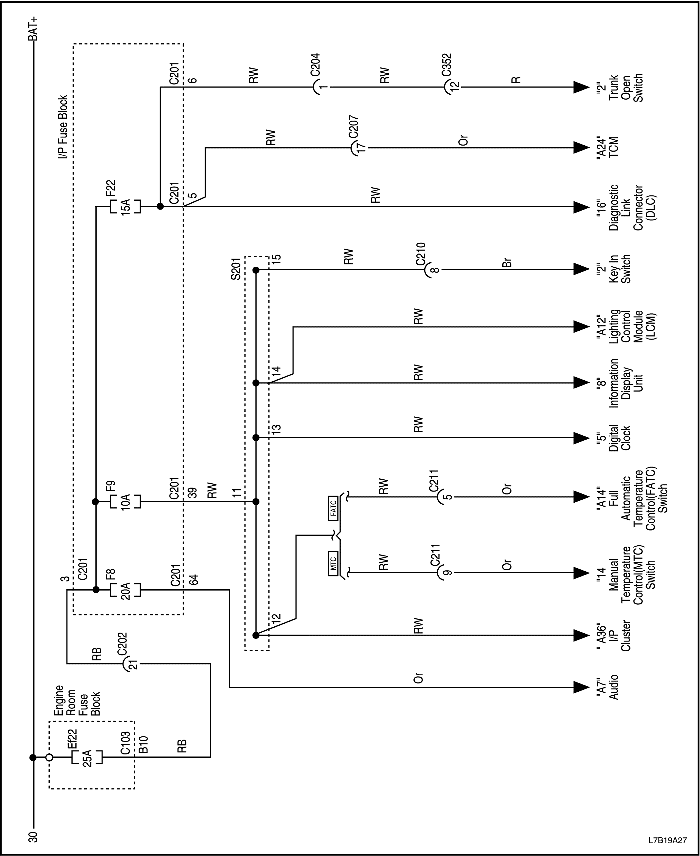 BAT+
30
I/P Fuse Block
C201
6
RW
C204
1
RW
C352
12
R
"2"
Trunk
Open
Switch
RW
C207
17
Or
"A24"
TCM
F22
15A
C201
5
RW
"16"
Diagnostic
Link
Connector
(DLC)
S201
15
RW
C210
8
Br
"2"
Key In
Switch
RW
"A12"
Lighting
Control
Module
(LCM)
14
RW
"8"
Information
Display
Unit
13
RW
"5"
Digital
Clock
F9
10A
C201
39
RW
11
FATC
RW
C211
5
Or
"A14"
Full
Automatic
Temperature
Control(FATC)
Switch
3
C201
F8
20A
C201
64
MTC
RW
C211
9
Or
"14
Manual
Temperature
Control(MTC)
Switch
12
RW
"A36"
I/P
Cluster
RB
C202
21
Or
"A7"
Audio
Engine
Room
Fuse
Block
Ef22
25A
C103
B10
RB
L7B19A27